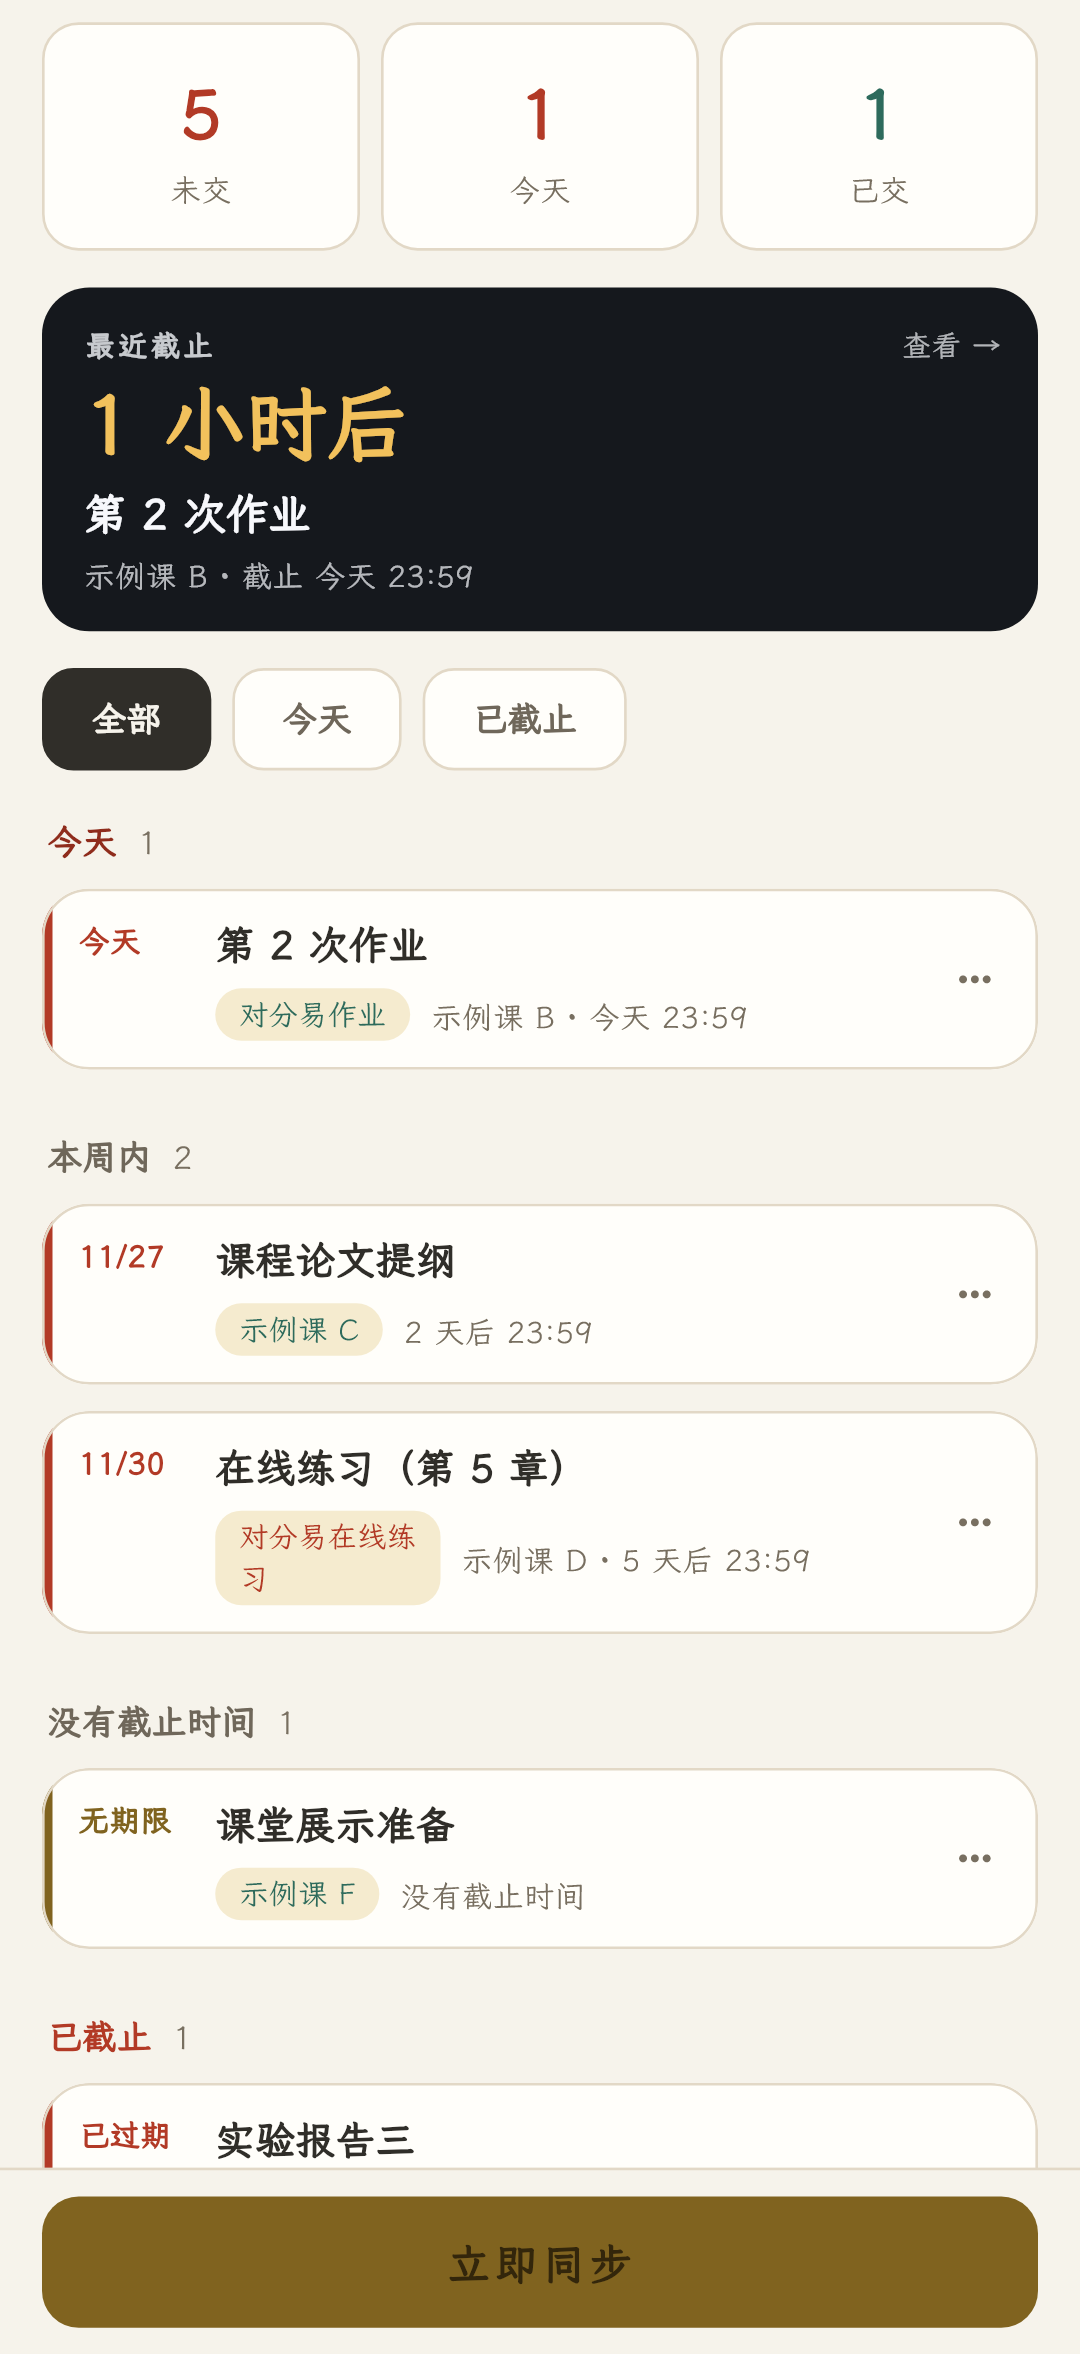 5
未交
1
今天
1
已交
最近截止
查看 →
1 小时后
第 2 次作业
示例课 B · 截止 今天 23:59
全部
今天
已截止
今天 1
今天
第 2 次作业
对分易作业
示例课 B · 今天 23:59
本周内 2
11/27
课程论文提纲
示例课 C
2 天后 23:59
11/30
在线练习（第 5 章）
对分易在线练
习
示例课 D · 5 天后 23:59
没有截止时间 1
无期限
课堂展示准备
示例课 F
没有截止时间
已截止 1
已过期
实验报告三
立即同步